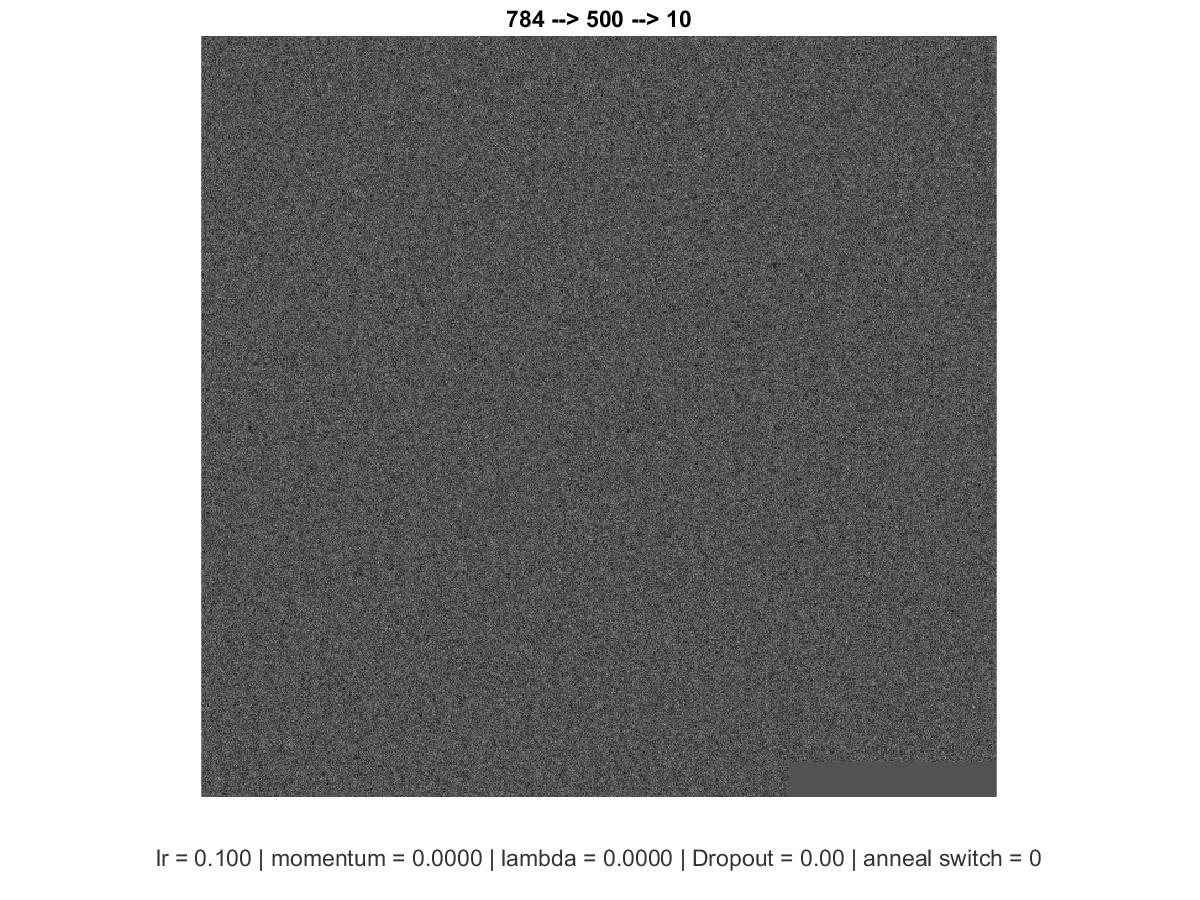 784 --> 500 --> 10
lr = 0.100 | momentum = 0.0000 | lambda = 0.0000 | Dropout = 0.00 | anneal switch = 0